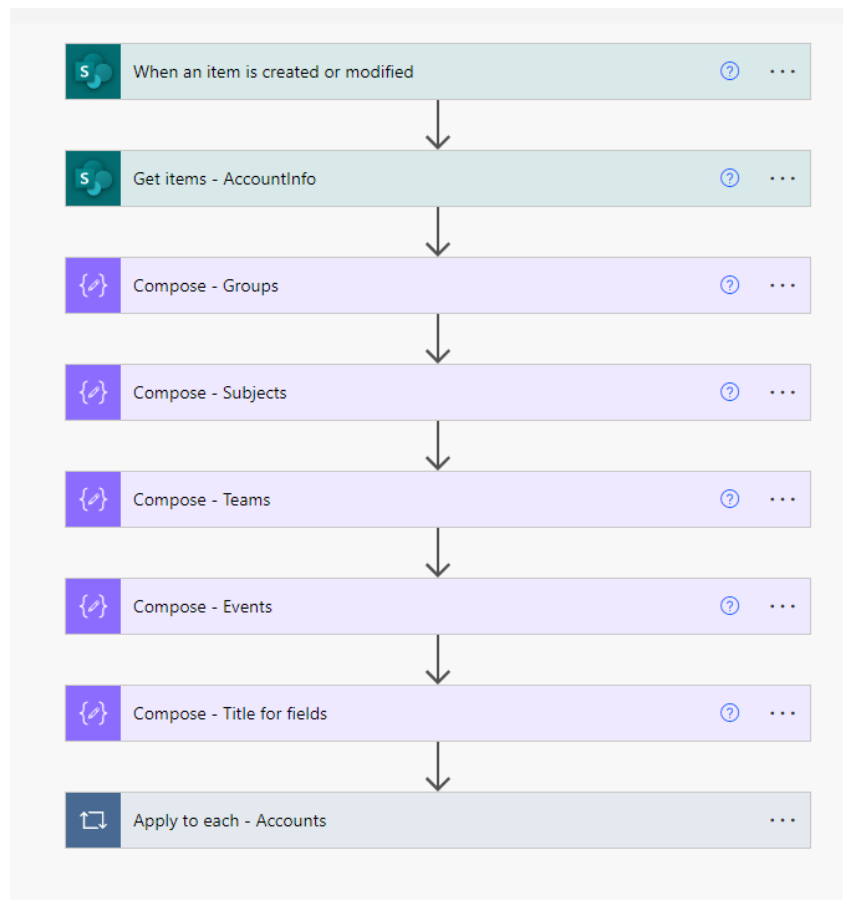 When an item is created or modified
Get items - AccountInfo
Compose - Groups
Compose - Subjects
Compose - Teams
Compose - Events
Compose - Title for fields
Apply to each - Accounts